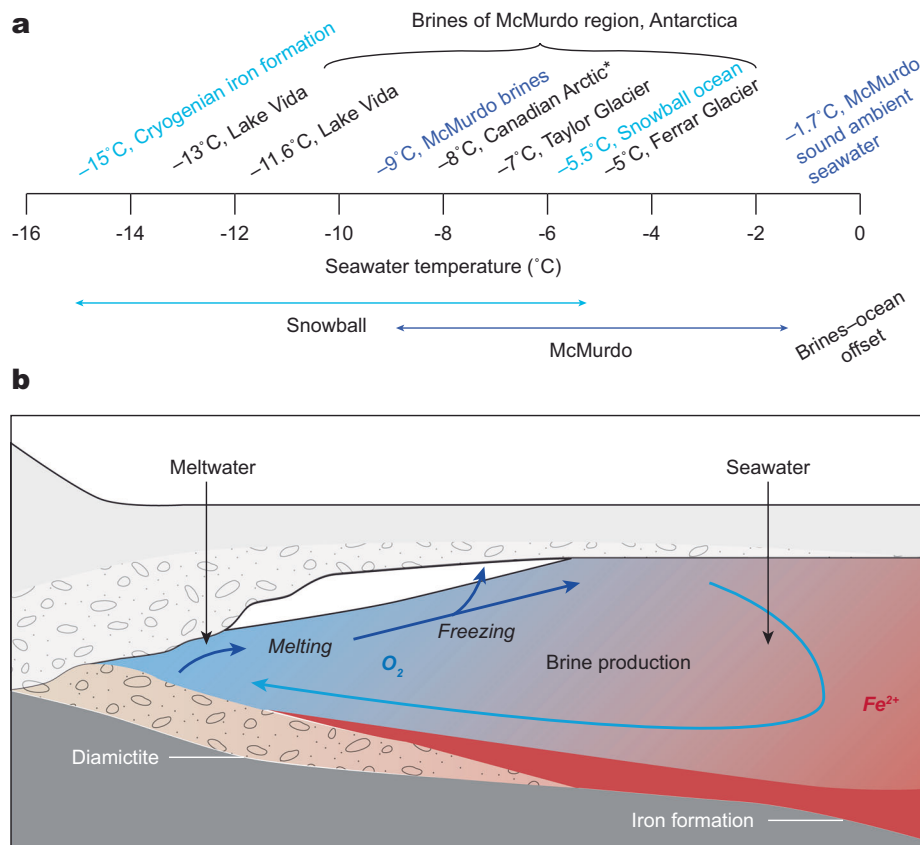 a
Brines of McMurdo region, Antarctica
–15˚C, Cryogenian iron formation
–13˚C, Lake Vida
–11.6˚C, Lake Vida
–9˚C, McMurdo brines
–8˚C, Canadian Arctic*
–7˚C, Taylor Glacier
–5.5˚C, Snowball ocean
–5˚C, Ferrar Glacier
–1.7˚C, McMurdo
sound ambient
seawater
-16 -14 -12 -10 -8 -6 -4 -2 0
Seawater temperature (˚C)
Snowball
McMurdo
Brines–ocean
offset
b
Meltwater
Seawater
Melting
Freezing
O2
Brine production
Fe2+
Diamictite
Iron formation